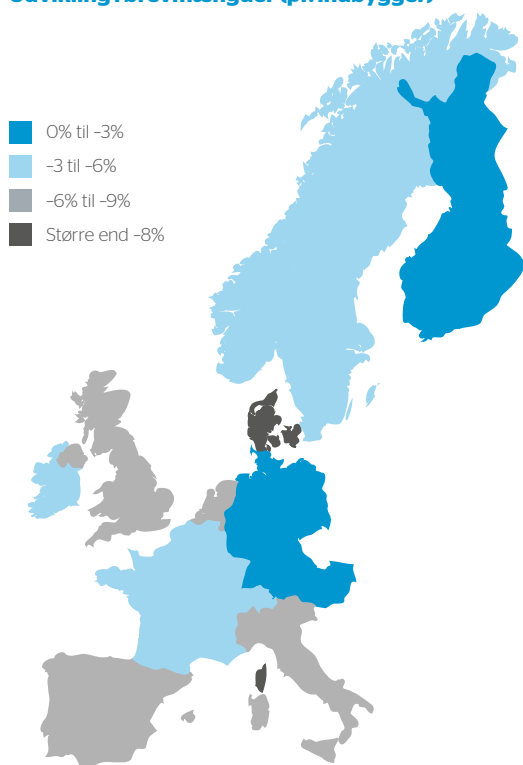 0% til –3%
–3 til –6%
–6% til –9%
Større end –8%